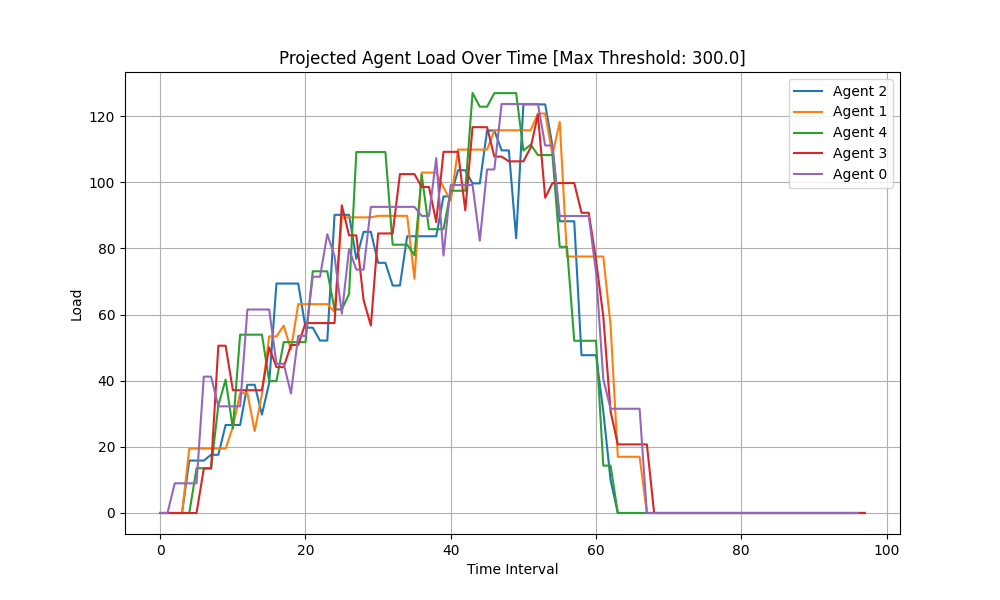 Projected Agent Load Over Time [Max Threshold: 300.0]
Load
120
100
80
60
40
20
0
0 20 40 60 80 100
Time Interval
Agent 2
Agent 1
Agent 4
Agent 3
Agent 0